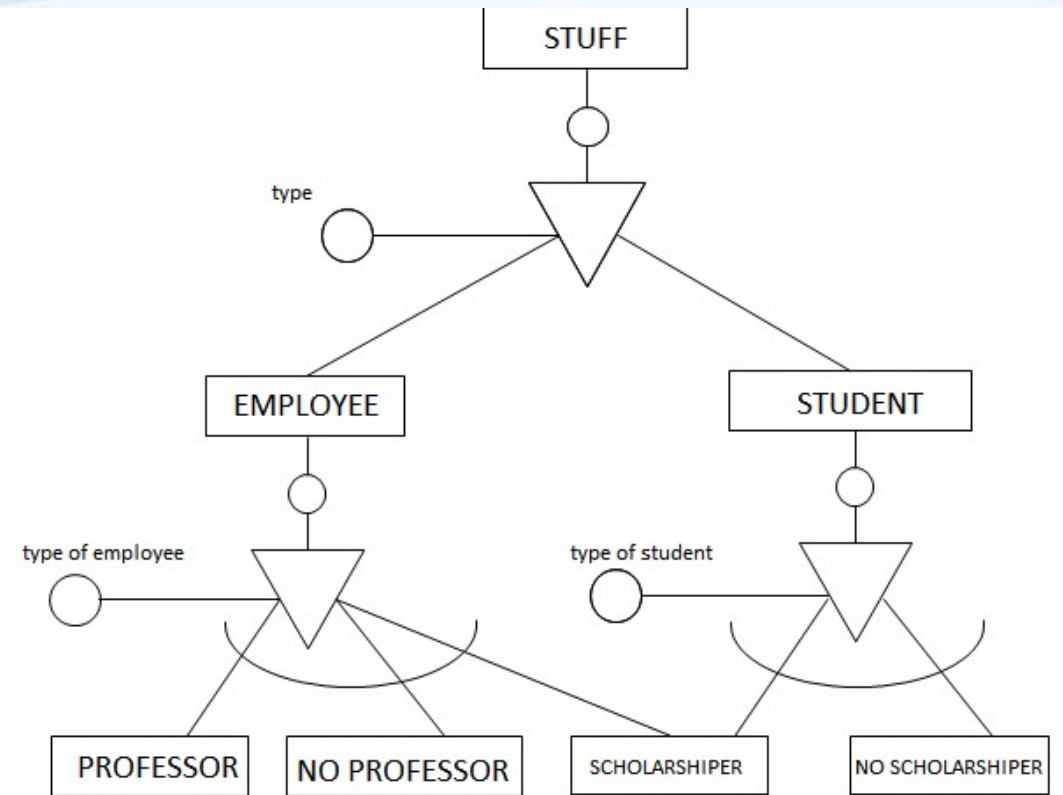 STUFF
type
EMPLOYEE
STUDENT
type of employee
type of student
PROFESSOR
NO PROFESSOR
SCHOLARSHIPER
NO SCHOLARSHIPER